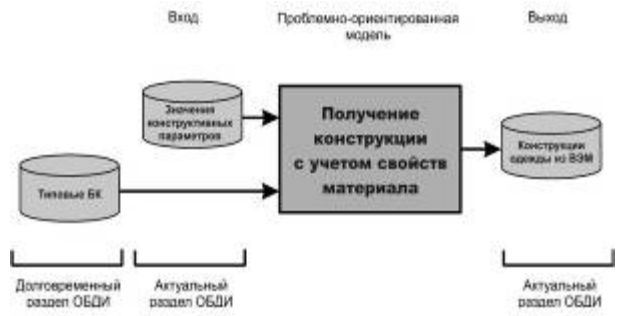 Вход
Проблемно-ориентированная
модель
Выход
Значения
конструктивных
параметров
Получение
конструкции
с учетом свойств
материала
Конструкции
одежды из ВЭМ
Типовые БК
Долговременный
раздел ОБДИ
Актуальный
раздел ОБДИ
Актуальный
раздел ОБДИ